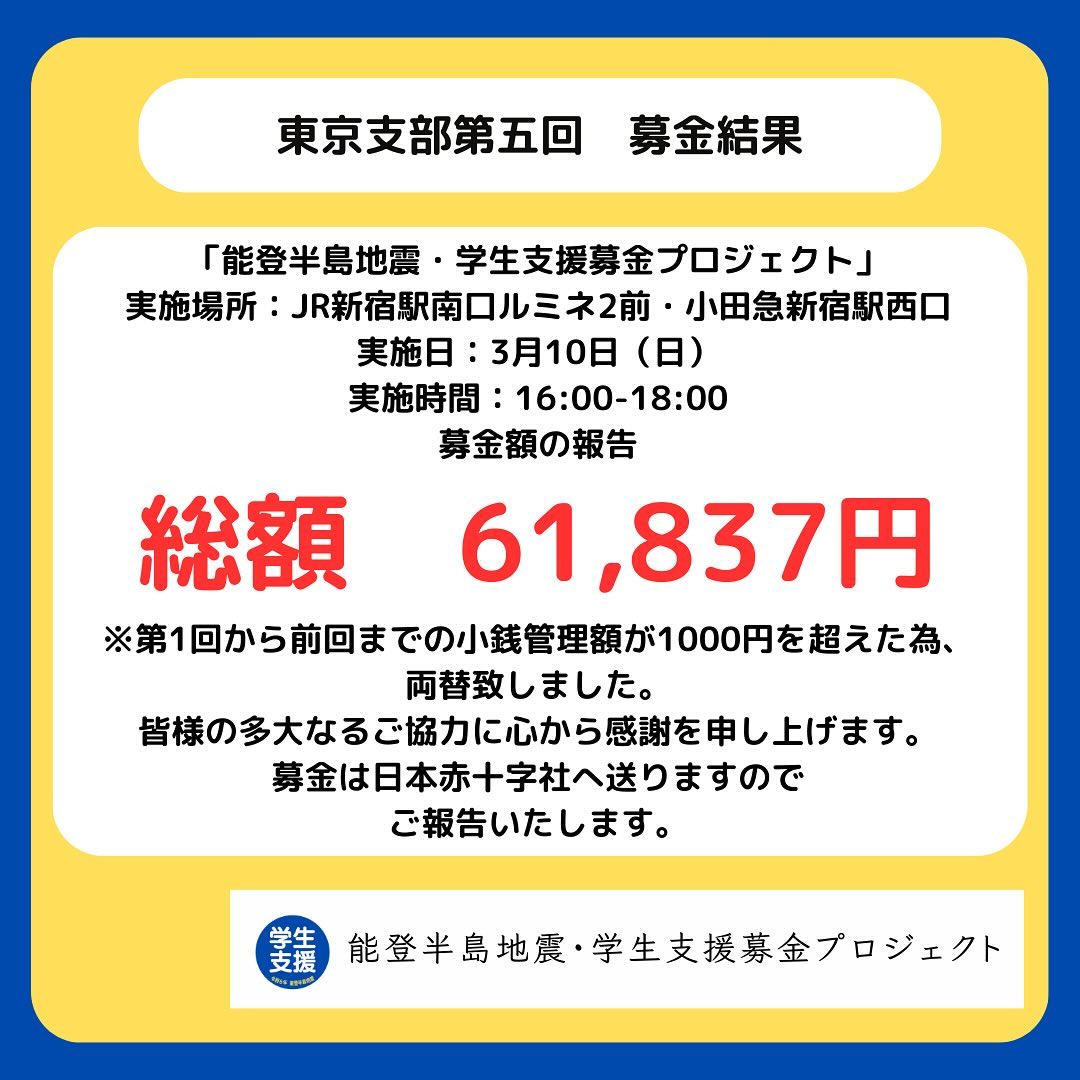 東京支部第五回　募金結果
「能登半島地震・学生支援募金プロジェクト」
実施場所：JR新宿駅南口ルミネ2前・小田急新宿駅西口
実施日：3月10日（日）
実施時間：16:00-18:00
募金額の報告
総額　61,837円
※第1回から前回までの小銭管理額が1000円を超えた為、
両替致しました。
皆様の多大なるご協力に心から感謝を申し上げます。
募金は日本赤十字社へ送りますので
ご報告いたします。
学生
支援
能登半島地震・学生支援募金プロジェクト